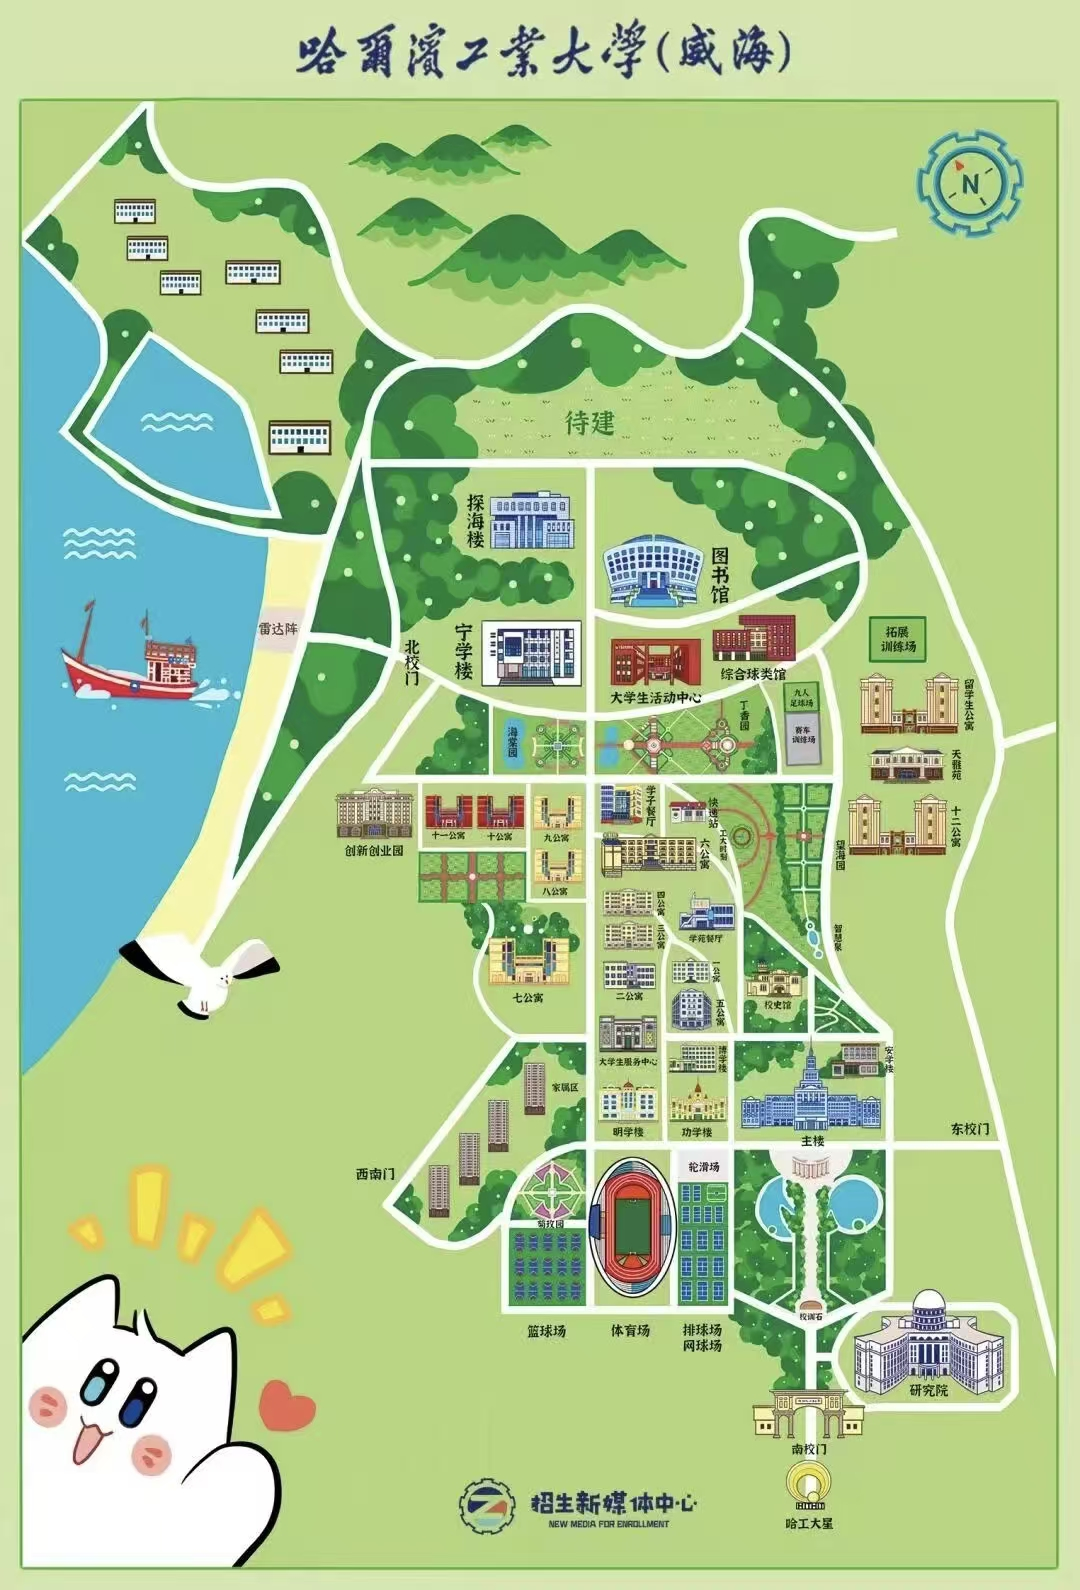 哈爾濱工業大學(威海)
N
待建
探海楼
图书馆
雷达阵
北校门
宁学楼
大学生活动中心
综合球类馆
拓展
训练场
留学生公寓
天雅苑
十二公寓
海棠园
丁香园
九人
足球场
赛车
训练场
创新创业园
十一公寓
十公寓
九公寓
八公寓
学子餐厅
快递站
六公寓
望海园
四公寓
三公寓
学苑餐厅
智慧泉
七公寓
二公寓
一公寓
五公寓
校史馆
大学生服务中心
博学楼
安学楼
家属区
明学楼
功学楼
主楼
东校门
西南门
轮滑场
菊玫园
篮球场
体育场
排球场
网球场
校训石
研究院
南校门
哈工大星
招生新媒体中心
NEW MEDIA FOR ENROLLMENT